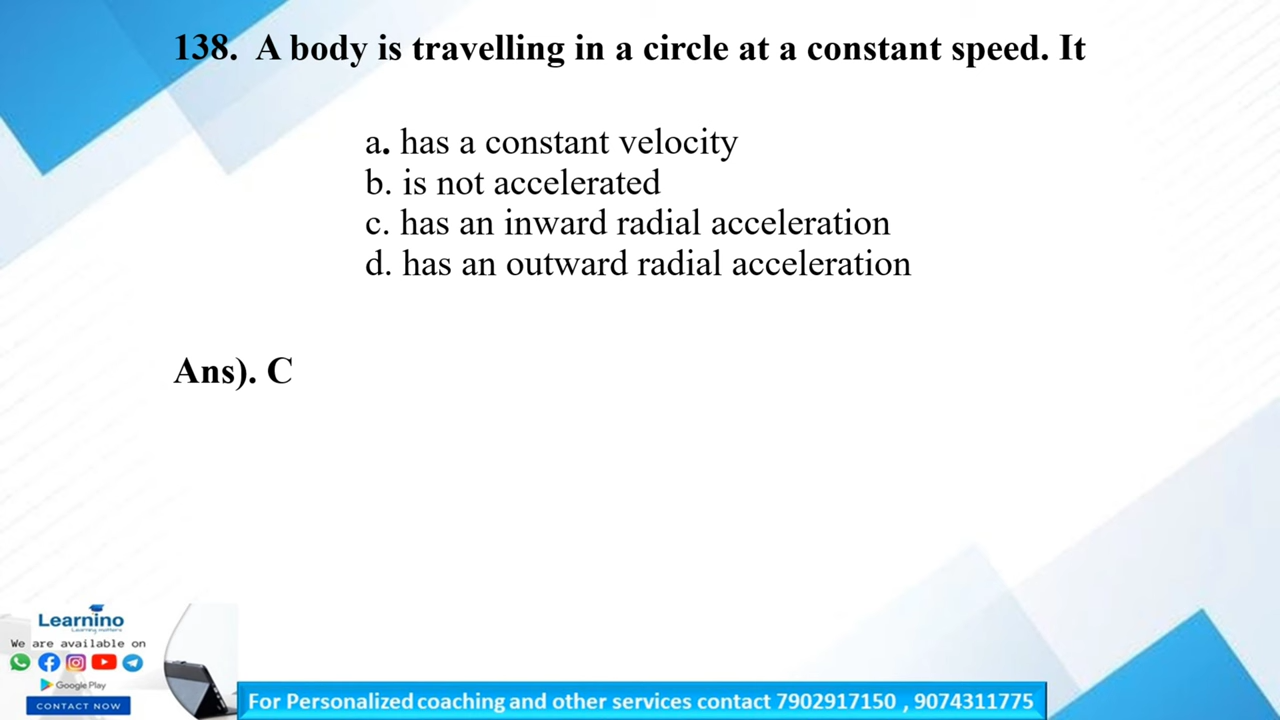 138. A body is travelling in a circle at a constant speed. It
a. has a constant velocity
b. is not accelerated
c. has an inward radial acceleration
d. has an outward radial acceleration
Ans). C
Learnino
Learning matters
We are available on
Google Play
CONTACT NOW
For Personalized coaching and other services contact 7902917150 , 9074311775